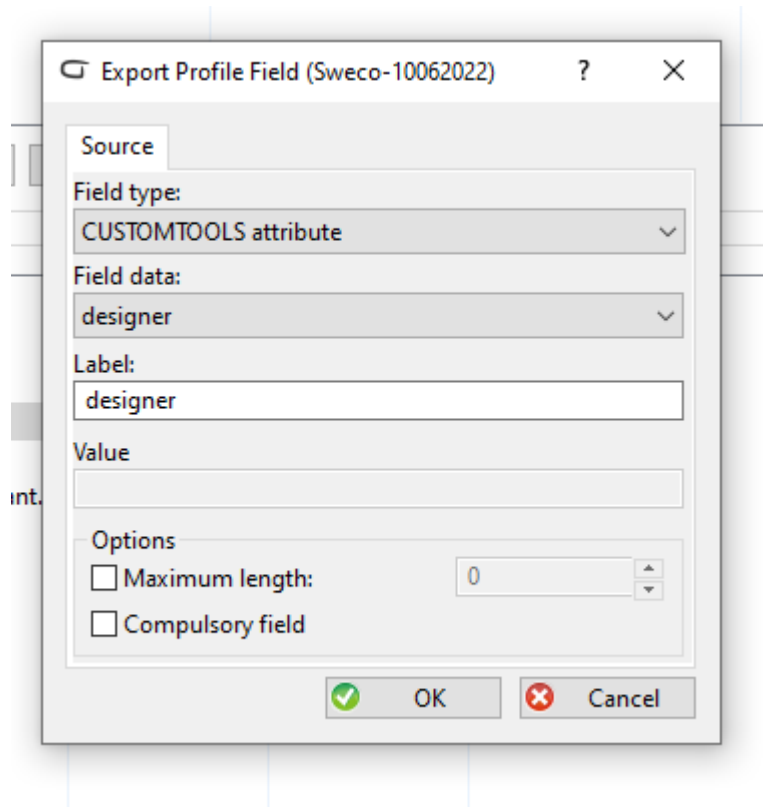 Export Profile Field (Sweco-10062022) ?
Source
Field type:
CUSTOMTOOLS attribute
Field data:
designer
Label:
designer
Value
ant.
Options
Maximum length: 0
Compulsory field
OK Cancel